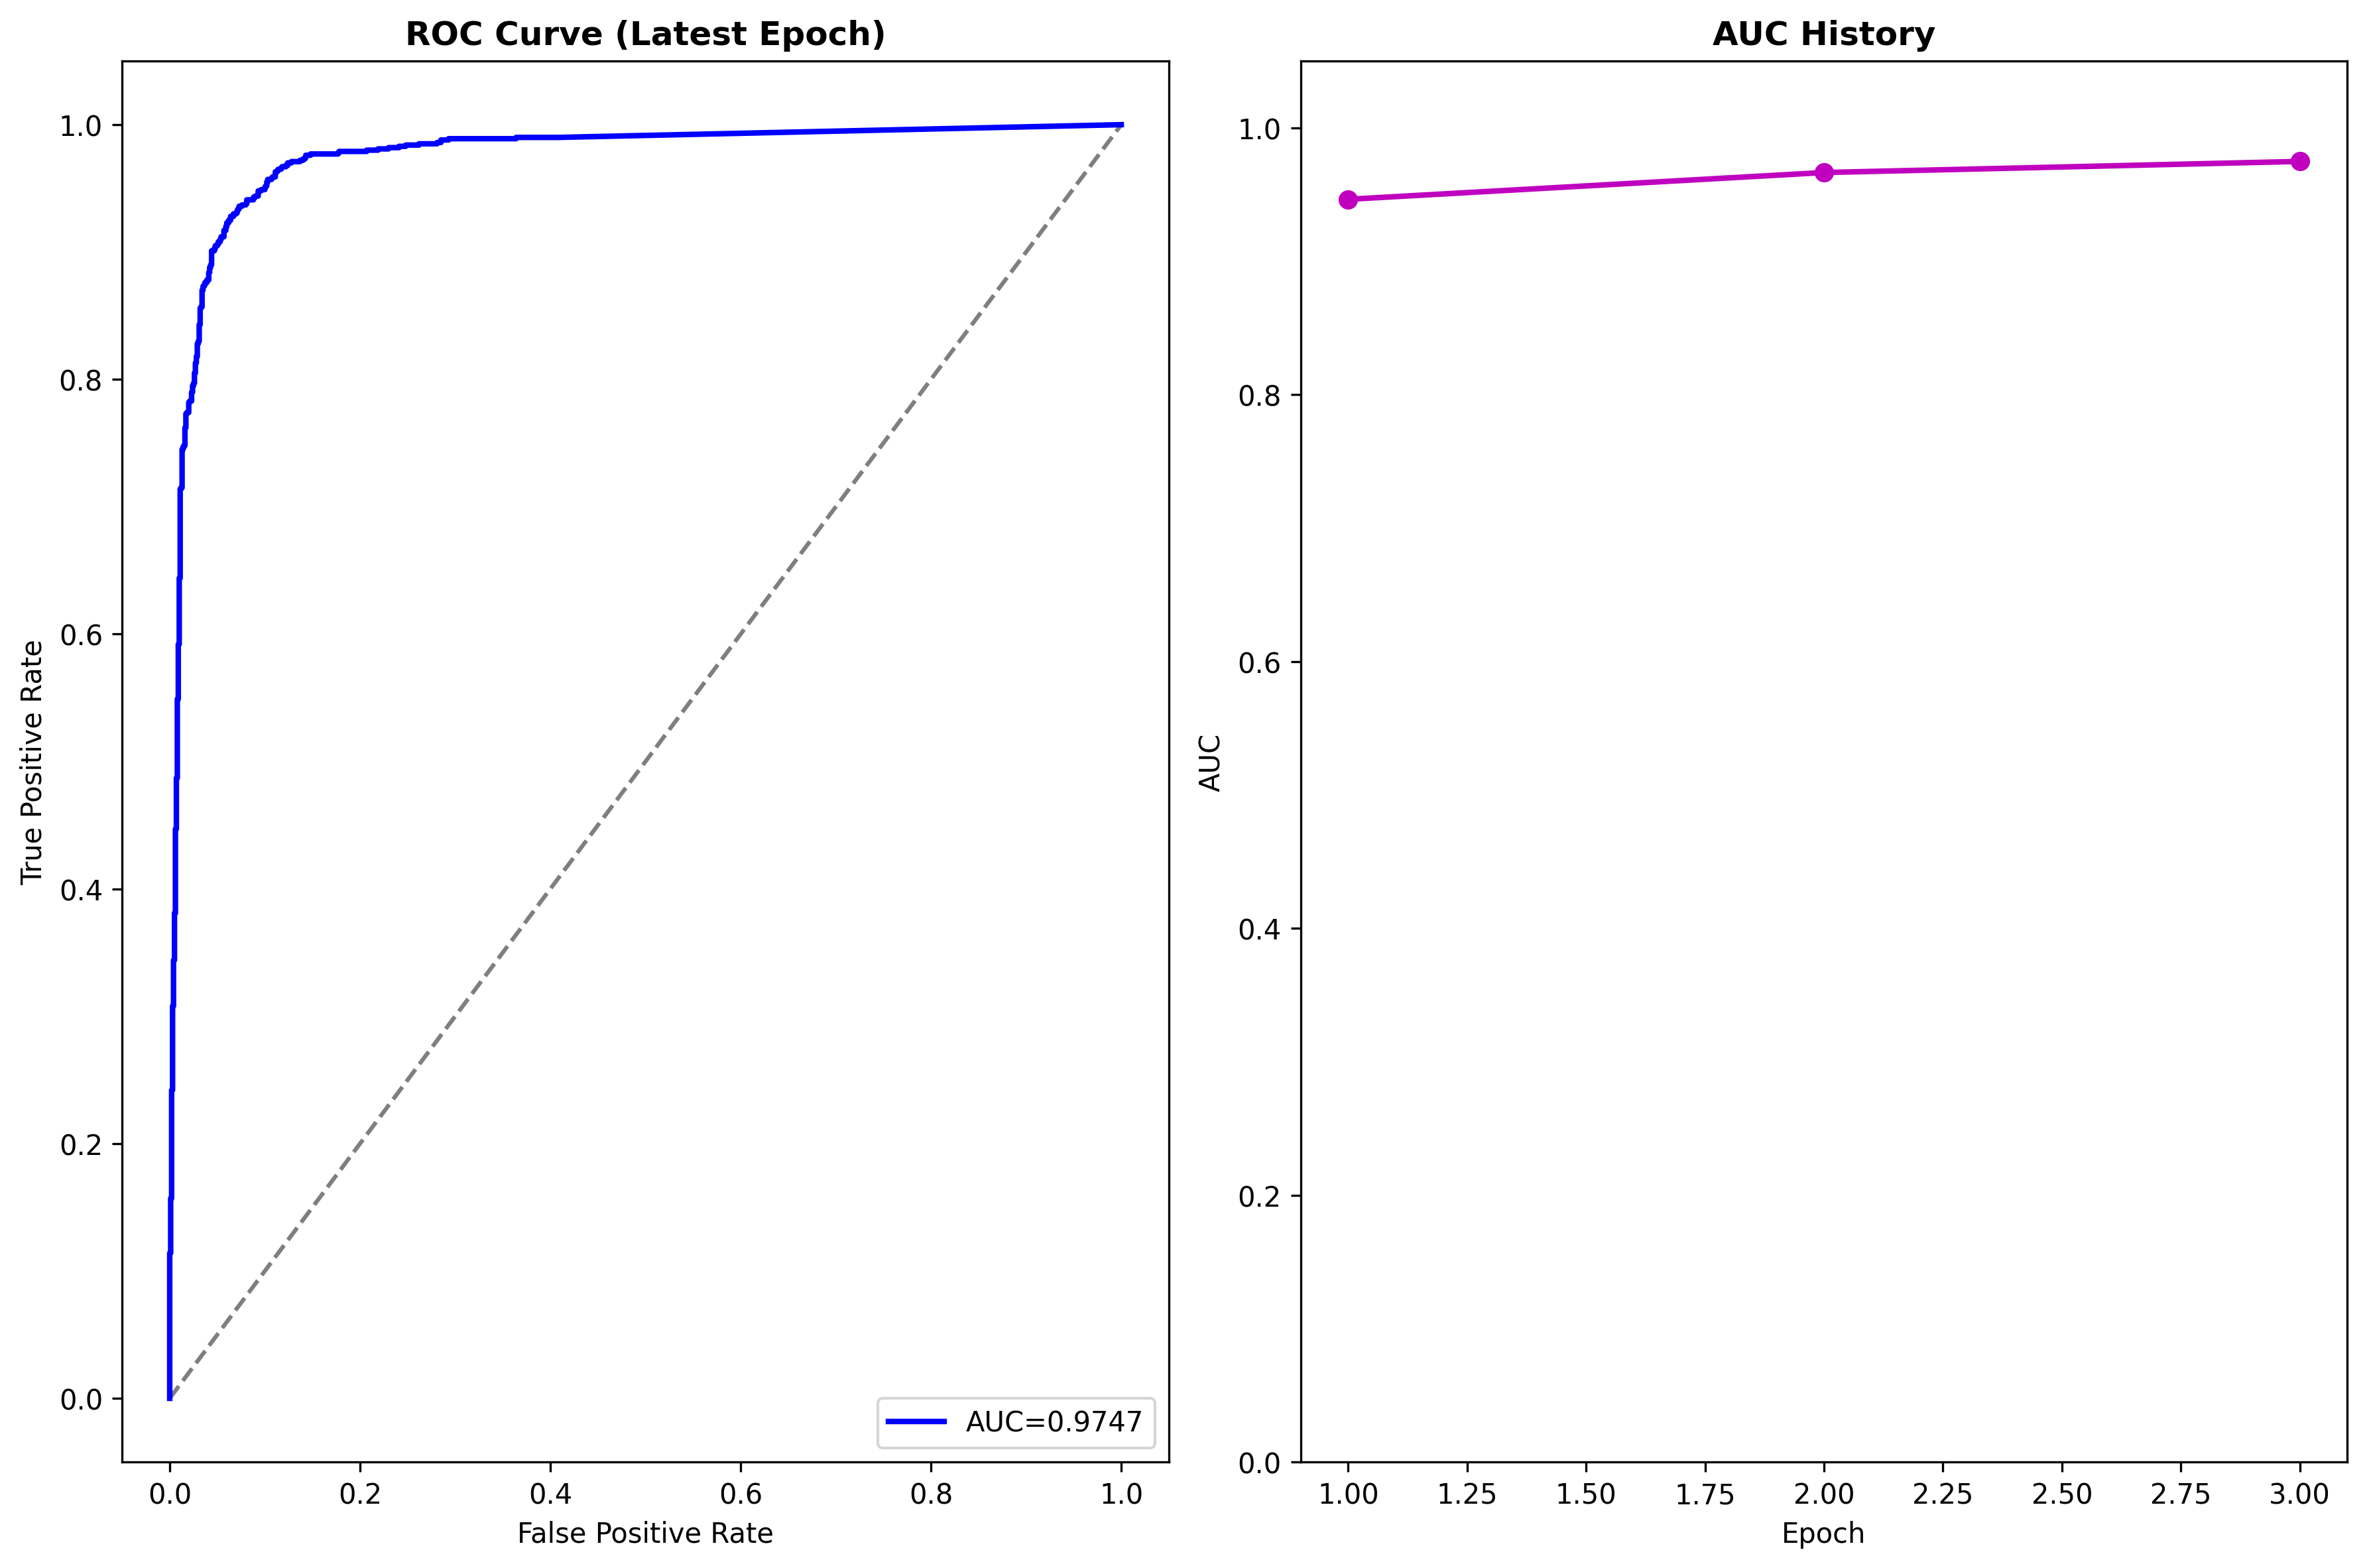 ROC Curve (Latest Epoch)
1.0
0.8
0.6
0.4
0.2
0.0
True Positive Rate
0.0 0.2 0.4 0.6 0.8 1.0
False Positive Rate
AUC=0.9747
AUC History
1.0
0.8
0.6
0.4
0.2
0.0
AUC
1.00 1.25 1.50 1.75 2.00 2.25 2.50 2.75 3.00
Epoch